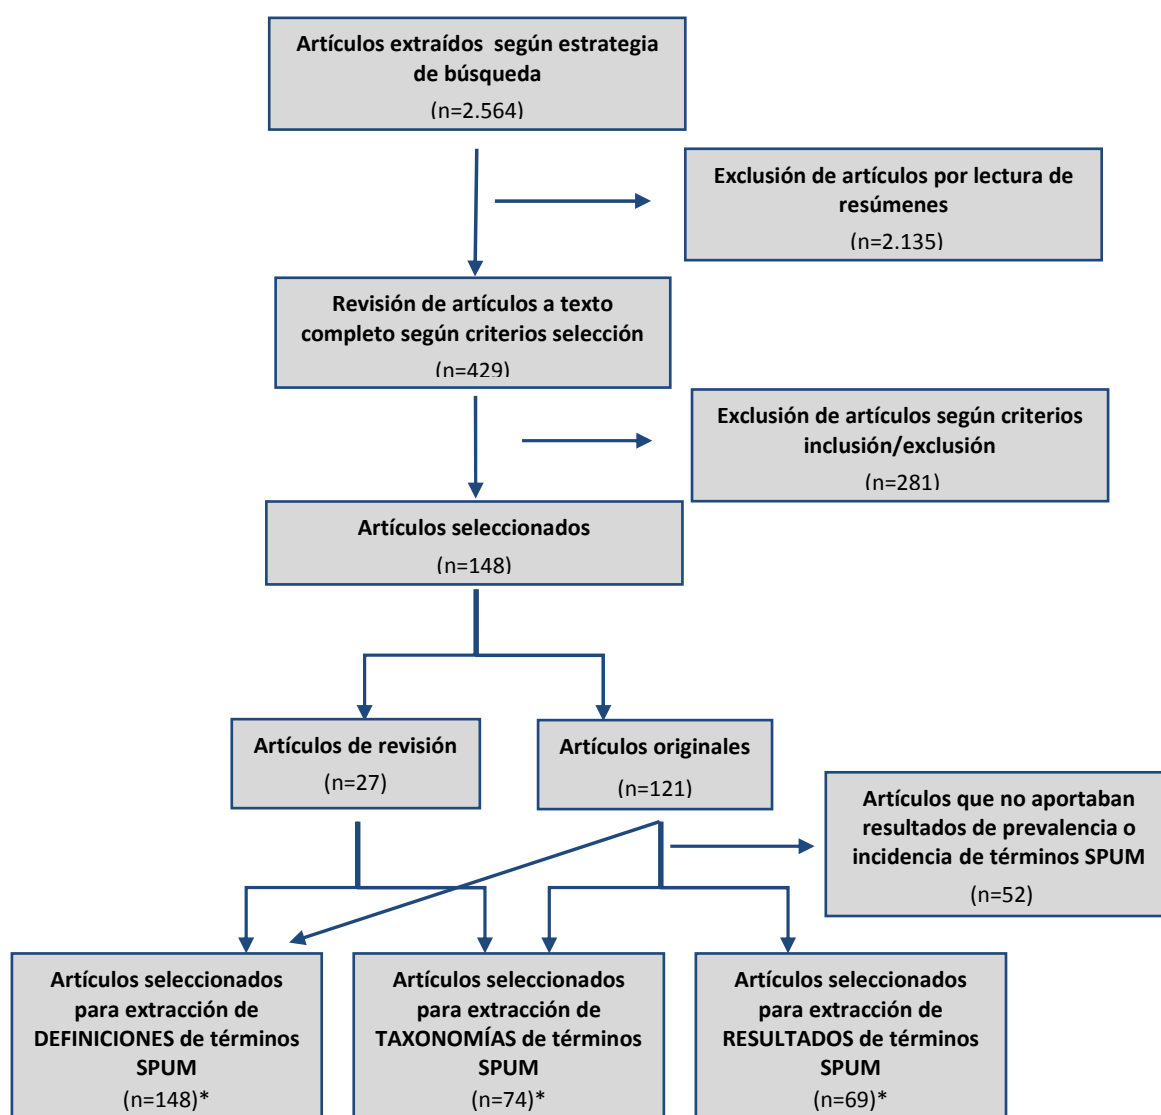 Artículos extraídos según estrategia
de búsqueda
(n=2.564)
Exclusión de artículos por lectura de
resúmenes
(n=2.135)
Revisión de artículos a texto
completo según criterios selección
(n=429)
Exclusión de artículos según criterios
inclusión/exclusión
(n=281)
Artículos seleccionados
(n=148)
Artículos de revisión
(n=27)
Artículos originales
(n=121)
Artículos que no aportaban
resultados de prevalencia o
incidencia de términos SPUM
(n=52)
Artículos seleccionados
para extracción de
DEFINICIONES de términos
SPUM
(n=148)*
Artículos seleccionados
para extracción de
TAXONOMÍAS de términos
SPUM
(n=74)*
Artículos seleccionados
para extracción de
RESULTADOS de términos
SPUM
(n=69)*